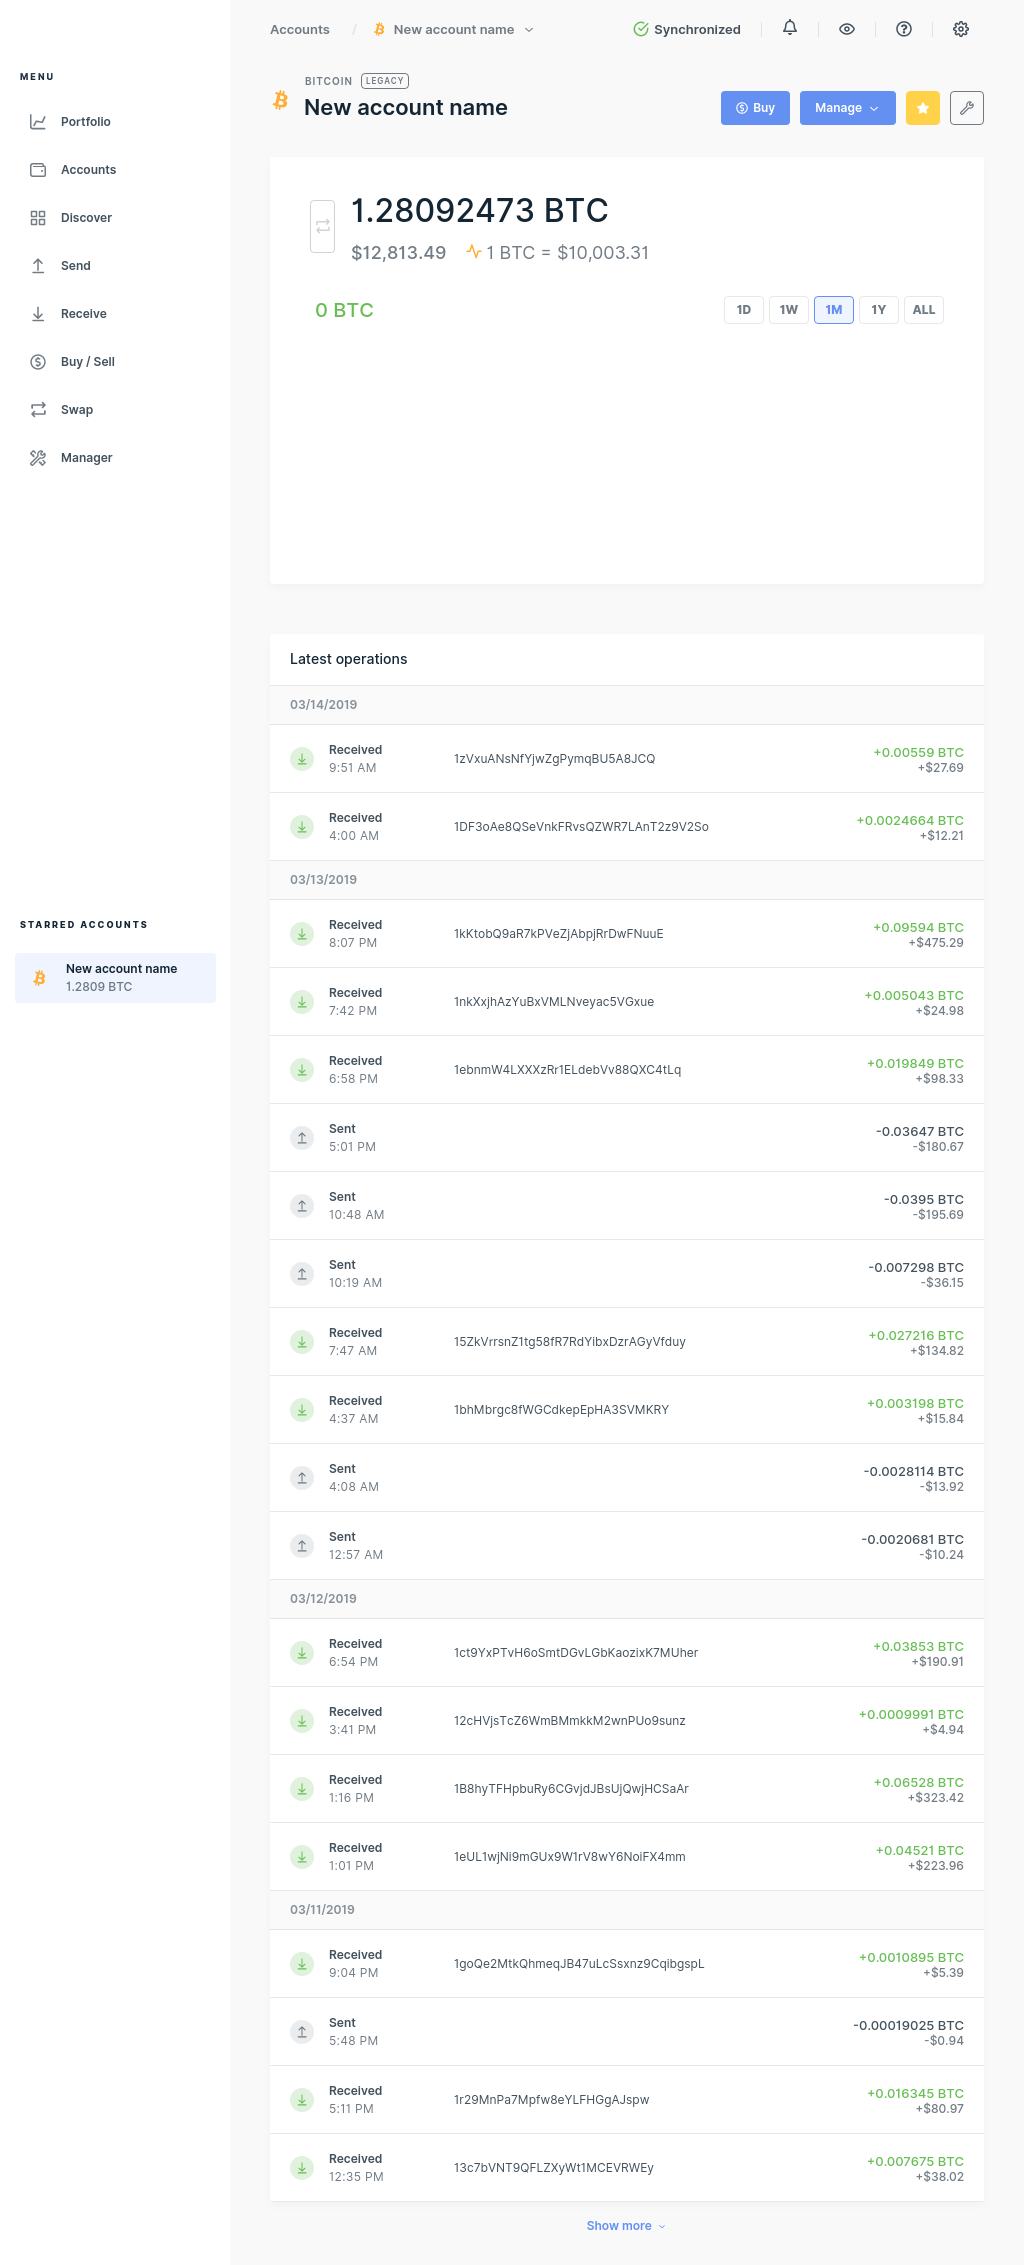 Accounts / New account name
Synchronized
MENU
Portfolio
Accounts
Discover
Send
Receive
Buy / Sell
Swap
Manager
STARRED ACCOUNTS
New account name
1.2809 BTC
BITCOIN LEGACY
New account name
Buy
Manage
1.28092473 BTC
$12,813.49 1 BTC = $10,003.31
0 BTC
1D 1W 1M 1Y ALL
Latest operations
03/14/2019
Received 1zVxuANsNfYjwZgPymqBU5A8JCQ +0.00559 BTC
9:51 AM +$27.69
Received 1DF3oAe8QSeVnkFRvsQZWR7LAnT2z9V2So +0.0024664 BTC
4:00 AM +$12.21
03/13/2019
Received 1kKtobQ9aR7kPVeZjAbpjRrDwFNuuE +0.09594 BTC
8:07 PM +$475.29
Received 1nkXxjhAzYuBxVMLNveyac5VGxue +0.005043 BTC
7:42 PM +$24.98
Received 1ebnmW4LXXXzRr1ELdebVv88QXC4tLq +0.019849 BTC
6:58 PM +$98.33
Sent -0.03647 BTC
5:01 PM -$180.67
Sent -0.0395 BTC
10:48 AM -$195.69
Sent -0.007298 BTC
10:19 AM -$36.15
Received 15ZkVrrsnZ1tg58fR7RdYibxDzrAGyVfduy +0.027216 BTC
7:47 AM +$134.82
Received 1bhMbrgc8fWGCdkepEpHA3SVMKRY +0.003198 BTC
4:37 AM +$15.84
Sent -0.0028114 BTC
4:08 AM -$13.92
Sent -0.0020681 BTC
12:57 AM -$10.24
03/12/2019
Received 1ct9YxPTvH6oSmtDGvLGbKaozixK7MUher +0.03853 BTC
6:54 PM +$190.91
Received 12cHVjsTcZ6WmBMmkkM2wnPUo9sunz +0.0009991 BTC
3:41 PM +$4.94
Received 1B8hyTFHpbuRy6CGvjdJBsUjQwjHCSaAr +0.06528 BTC
1:16 PM +$323.42
Received 1eUL1wjNi9mGUx9W1rV8wY6NoiFX4mm +0.04521 BTC
1:01 PM +$223.96
03/11/2019
Received 1goQe2MtkQhmeqJB47uLcSsxnz9CqibgspL +0.0010895 BTC
9:04 PM +$5.39
Sent -0.00019025 BTC
5:48 PM -$0.94
Received 1r29MnPa7Mpfw8eYLFHGgAJspw +0.016345 BTC
5:11 PM +$80.97
Received 13c7bVNT9QFLZXyWt1MCEVRWEy +0.007675 BTC
12:35 PM +$38.02
Show more